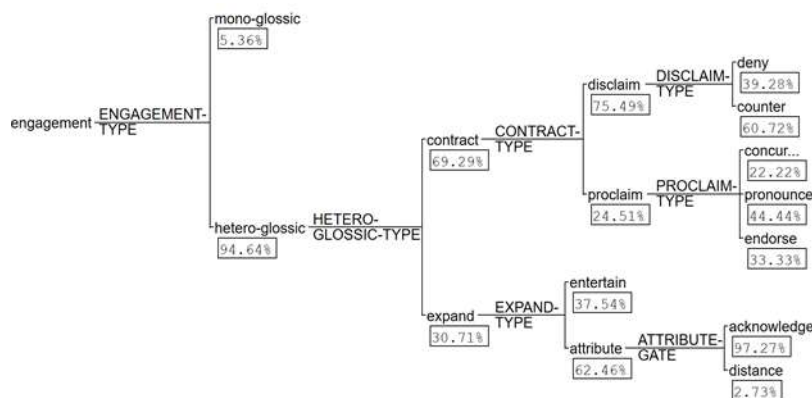 mono-glossic
5.36%
engagement
ENGAGEMENT-
TYPE
hetero-glossic
94.64%
HETERO-
GLOSSIC-TYPE
contract
69.29%
CONTRACT-
TYPE
disclaim
75.49%
DISCLAIM-
TYPE
deny
39.28%
counter
60.72%
proclaim
24.51%
PROCLAIM-
TYPE
concur...
22.22%
pronounce
44.44%
endorse
33.33%
expand
30.71%
EXPAND-
TYPE
entertain
37.54%
attribute
62.46%
ATTRIBUTE-
GATE
acknowledge
97.27%
distance
2.73%